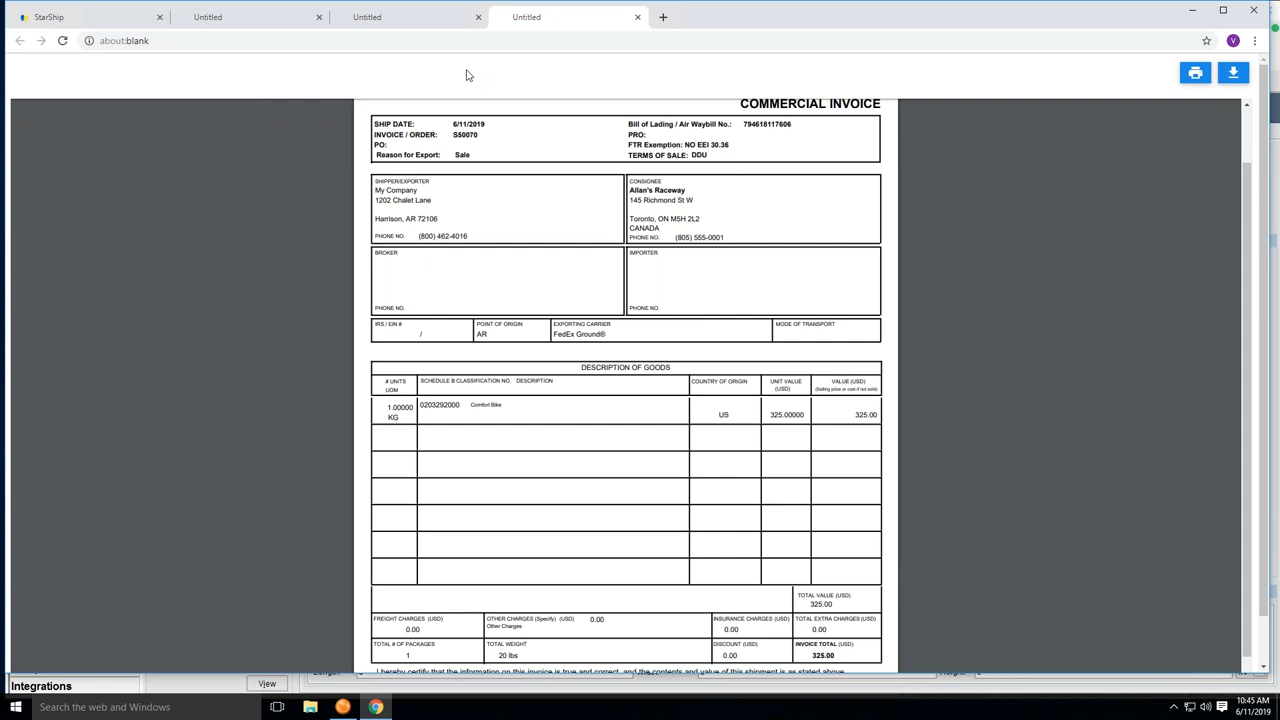 StarShip
Untitled
Untitled
Untitled
about:blank
V
COMMERCIAL INVOICE
SHIP DATE: 6/11/2019
INVOICE / ORDER: S50070
PO:
Reason for Export: Sale
Bill of Lading / Air Waybill No.: 794618117606
PRO:
FTR Exemption: NO EEI 30.36
TERMS OF SALE: DDU
SHIPPER/EXPORTER
My Company
1202 Chalet Lane
Harrison, AR 72106
PHONE NO. (800) 462-4016
CONSIGNEE
Allan's Raceway
145 Richmond St W
Toronto, ON M5H 2L2
CANADA
PHONE NO. (805) 555-0001
BROKER
PHONE NO.
IMPORTER
PHONE NO.
IRS / EIN #
/
POINT OF ORIGIN
AR
EXPORTING CARRIER
FedEx Ground®
MODE OF TRANSPORT
DESCRIPTION OF GOODS
# UNITS
UOM
SCHEDULE B CLASSIFICATION NO. DESCRIPTION
COUNTRY OF ORIGIN
UNIT VALUE
(USD)
VALUE (USD)
(Selling price or cost if not sold)
1.00000
KG
0203292000 Comfort Bike
US
325.00000
325.00
TOTAL VALUE (USD)
325.00
FREIGHT CHARGES (USD)
0.00
OTHER CHARGES (Specify) (USD) 0.00
Other Charges
INSURANCE CHARGES (USD)
0.00
TOTAL EXTRA CHARGES (USD)
0.00
TOTAL # OF PACKAGES
1
TOTAL WEIGHT
20 lbs
DISCOUNT (USD)
0.00
INVOICE TOTAL (USD)
325.00
I hereby certify that the information on this invoice is true and correct, and the contents and value of this shipment is as stated above.
Integrations
View
Search the web and Windows
10:45 AM
6/11/2019